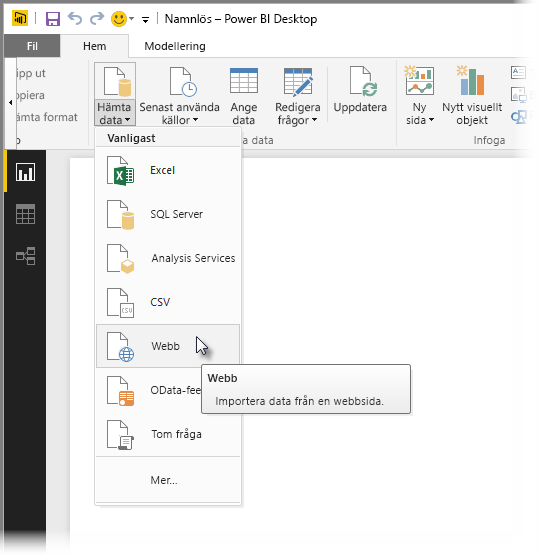 Namnlös – Power BI Desktop
Fil Hem Modellering
ipp ut
opiera
ämta format
Hämta data
Senast använda källor
Ange data
Redigera frågor
Uppdatera
Ny sida
Nytt visuellt objekt
a data
Infoga
Vanligast
Excel
SQL Server
Analysis Services
CSV
CSV
Webb
OData-fee
Tom fråga
Mer...
Webb
Importera data från en webbsida.